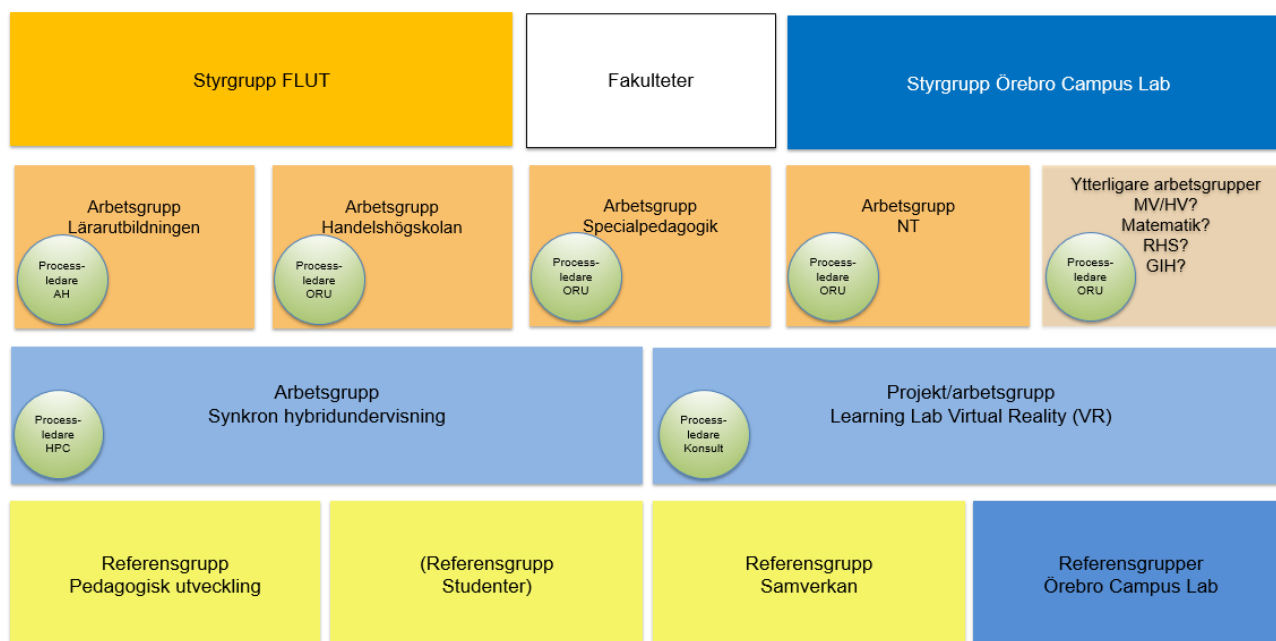 Styrgrupp FLUT
Fakulteter
Styrgrupp Örebro Campus Lab
Arbetsgrupp
Lärarutbildningen
Process-
ledare
AH
Arbetsgrupp
Handelshögskolan
Process-
ledare
ORU
Arbetsgrupp
Specialpedagogik
Process-
ledare
ORU
Arbetsgrupp
NT
Process-
ledare
ORU
Ytterligare arbetsgrupper
MV/HV?
Matematik?
RHS?
GIH?
Process-
ledare
ORU
Arbetsgrupp
Synkron hybridundervisning
Process-
ledare
HPC
Projekt/arbetsgrupp
Learning Lab Virtual Reality (VR)
Process-
ledare
Konsult
Referensgrupp
Pedagogisk utveckling
(Referensgrupp
Studenter)
Referensgrupp
Samverkan
Referensgrupper
Örebro Campus Lab